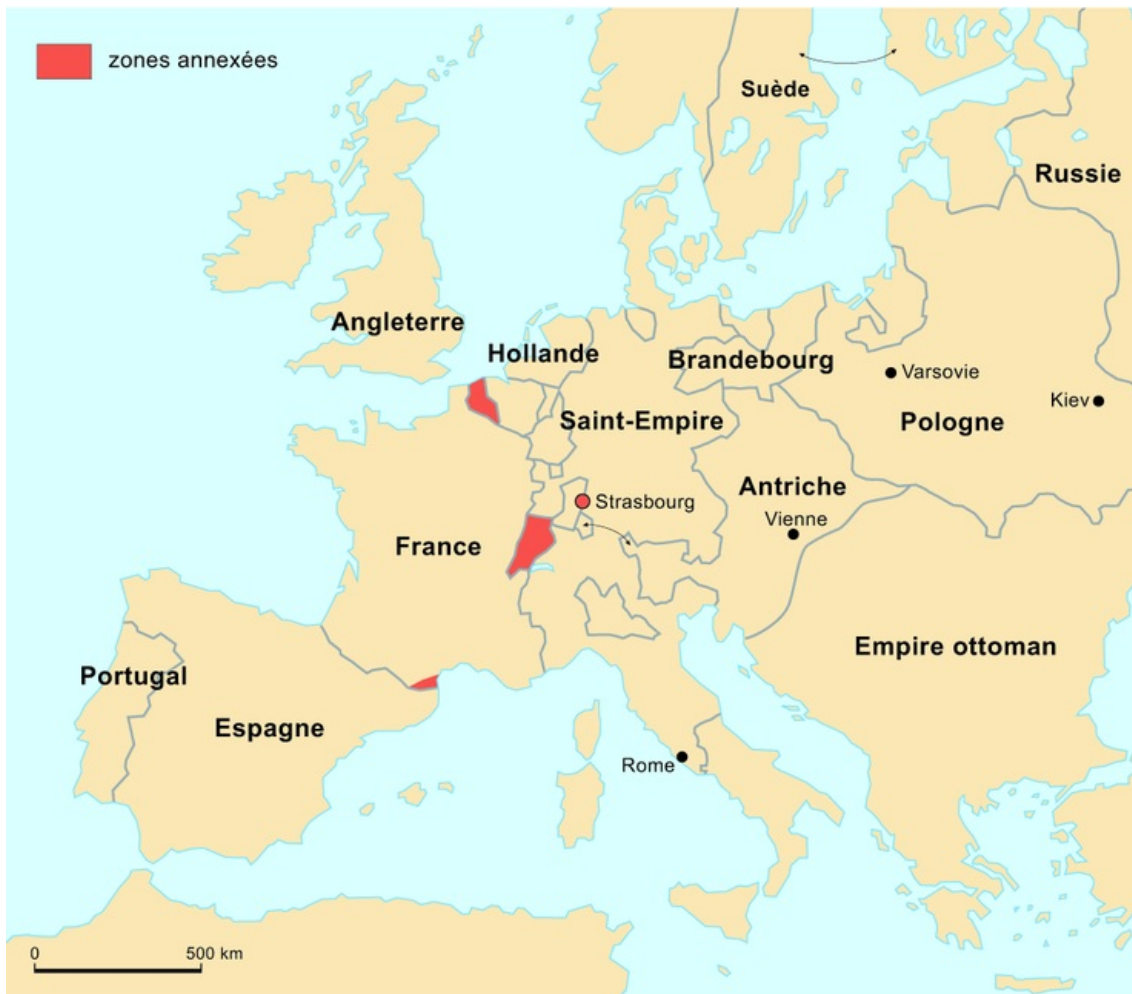 zones annexées
Suède
Russie
Angleterre
Hollande
Brandebourg
Varsovie
Kiev
Saint-Empire
Pologne
Antriche
Strasbourg
Vienne
France
Empire ottoman
Portugal
Espagne
Rome
0 500 km